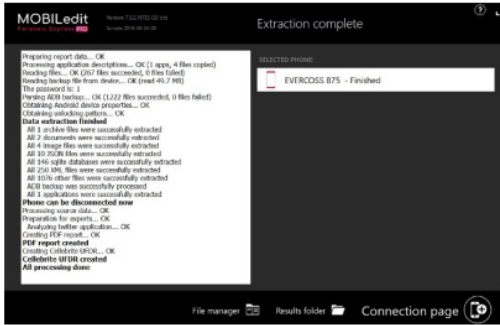 MOBILedit
Forensic Express PRO
Extraction complete
Preparing report data... OK
Processing application descriptions... OK (1 apps, 4 files copied)
Reading files... OK (267 files succeeded, 0 files failed)
Reading backup file from device... OK (read 49.7 MB)
The password is: 1
Parsing ADB backup... OK (1222 files succeeded, 0 files failed)
Obtaining Android device properties... OK
Obtaining unlocking pattern... OK
Data extraction finished
All 1 archive files were successfully extracted
All 2 documents were successfully extracted
All 4 image files were successfully extracted
All 10 JSON files were successfully extracted
All 146 sqlite databases were successfully extracted
All 250 XML files were successfully extracted
All 1076 other files were successfully extracted
ADB backup was successfully processed
All 1 applications were successfully extracted
Phone can be disconnected now
Processing source data... OK
Preparation for exports... OK
Analyzing twitter application... OK
Creating PDF report... OK
PDF report created
Creating Cellebrite UFDR... OK
Cellebrite UFDR created
All processing done
SELECTED PHONE:
EVERCOSS B75 - Finished
File manager
Results folder
Connection page